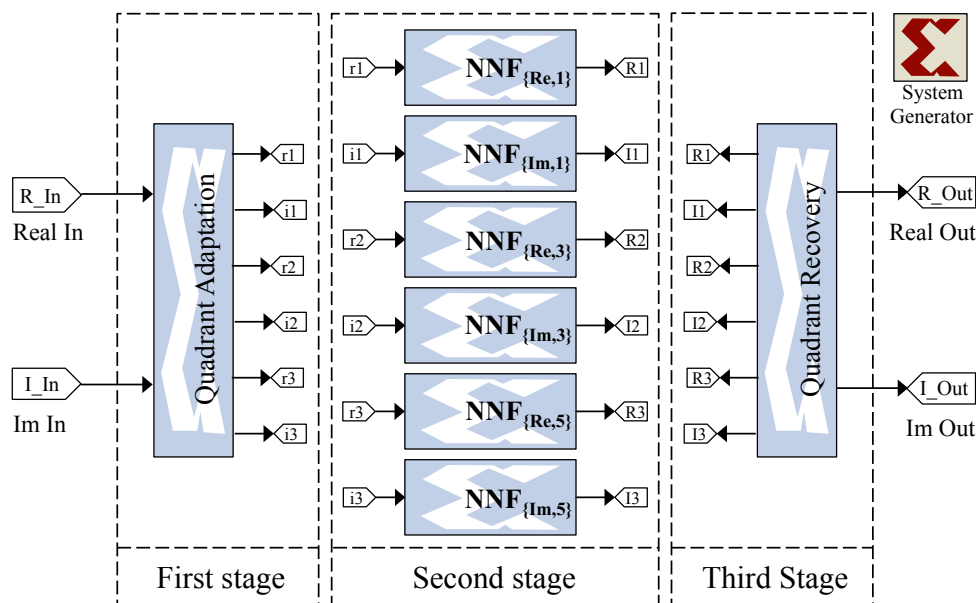 R_In
Real In
I_In
Im In
Quadrant Adaptation
r1
i1
r2
i2
r3
i3
First stage
r1
NNF{Re,1}
R1
i1
NNF{Im,1}
I1
r2
NNF{Re,3}
R2
i2
NNF{Im,3}
I2
r3
NNF{Re,5}
R3
i3
NNF{Im,5}
I3
Second stage
R1
I1
R2
I2
R3
I3
Quadrant Recovery
Third Stage
System
Generator
R_Out
Real Out
I_Out
Im Out